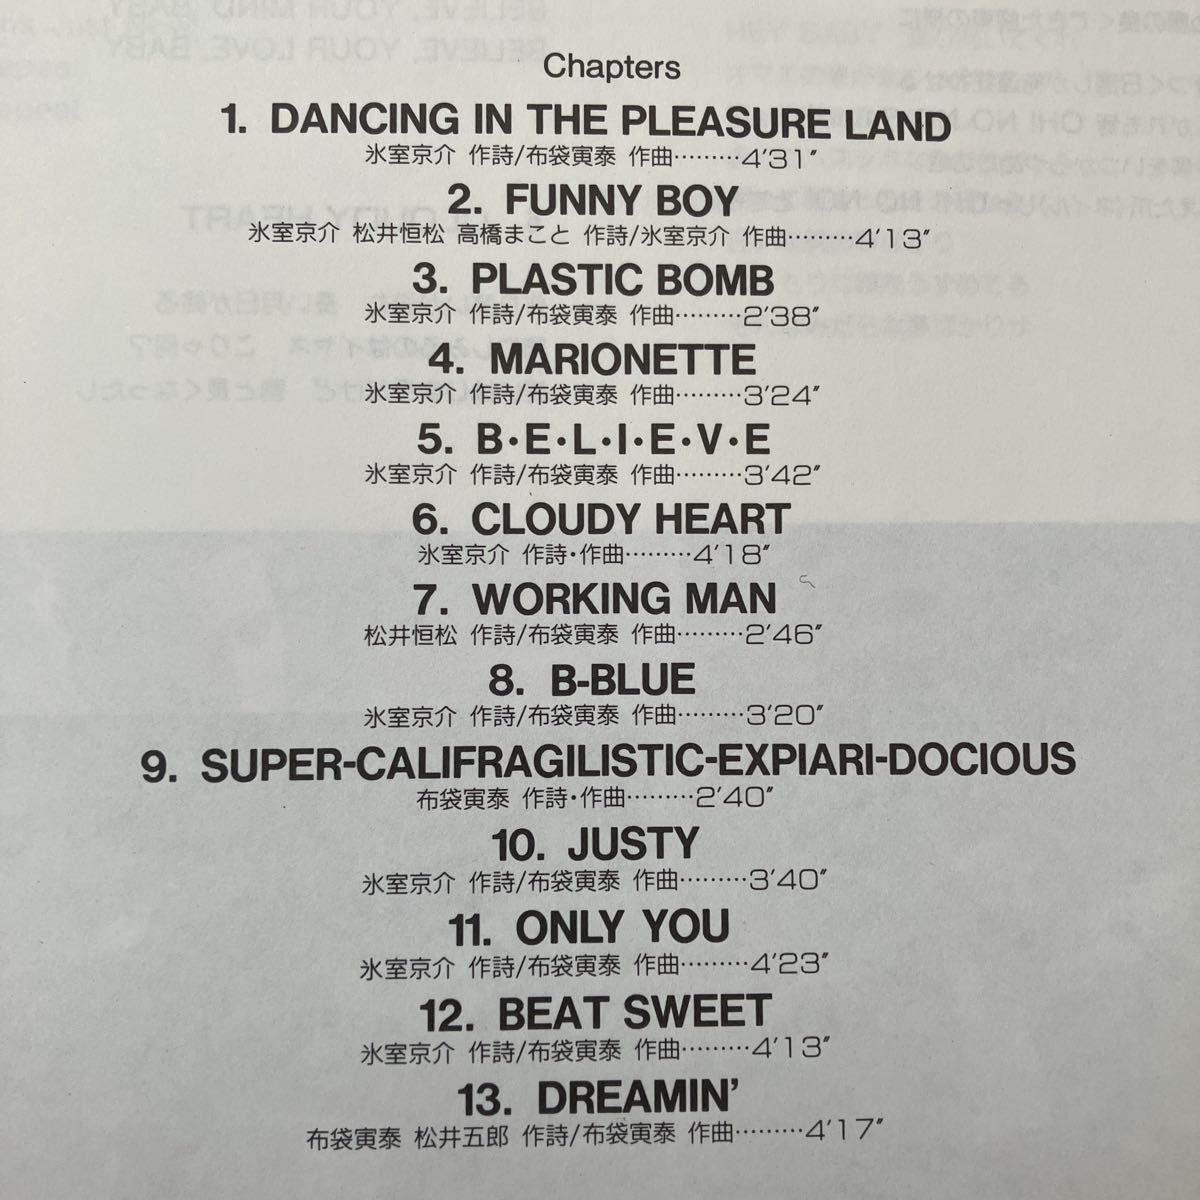 Chapters
1. DANCING IN THE PLEASURE LAND
氷室京介 作詩/布袋寅泰 作曲………4'31"
2. FUNNY BOY
氷室京介 松井恒松 高橋まこと 作詩/氷室京介 作曲………4'13"
3. PLASTIC BOMB
氷室京介 作詩/布袋寅泰 作曲………2'38"
4. MARIONETTE
氷室京介 作詩/布袋寅泰 作曲………3'24"
5. B·E·L·I·E·V·E
氷室京介 作詩/布袋寅泰 作曲………3'42"
6. CLOUDY HEART
氷室京介 作詩・作曲………4'18"
7. WORKING MAN
松井恒松 作詩/布袋寅泰 作曲………2'46"
8. B-BLUE
氷室京介 作詩/布袋寅泰 作曲………3'20"
9. SUPER-CALIFRAGILISTIC-EXPIARI-DOCIOUS
布袋寅泰 作詩・作曲………2'40"
10. JUSTY
氷室京介 作詩/布袋寅泰 作曲………3'40"
11. ONLY YOU
氷室京介 作詩/布袋寅泰 作曲………4'23"
12. BEAT SWEET
氷室京介 作詩/布袋寅泰 作曲………4'13"
13. DREAMIN'
布袋寅泰 松井五郎 作詩/布袋寅泰 作曲………4'17"